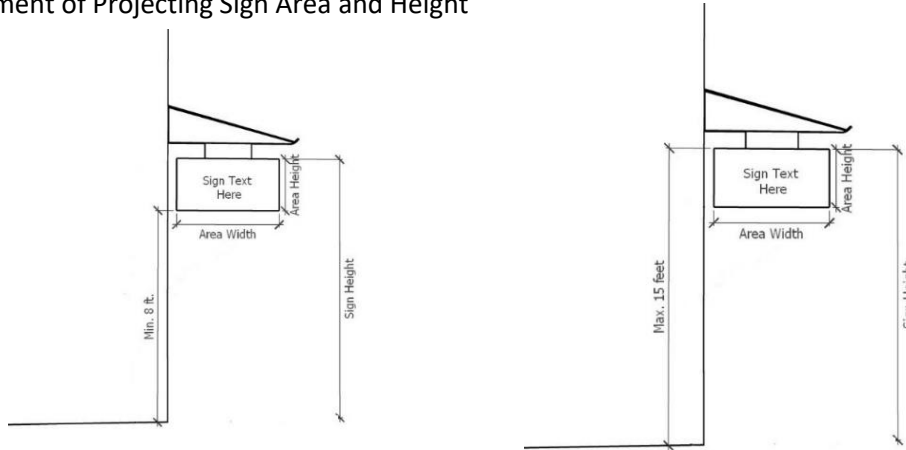 ment of Projecting Sign Area and Height
Sign Text
Here
Area Height
Area Width
Min. 8 ft.
Sign Height
Sign Text
Here
Area Height
Area Width
Max. 15 feet